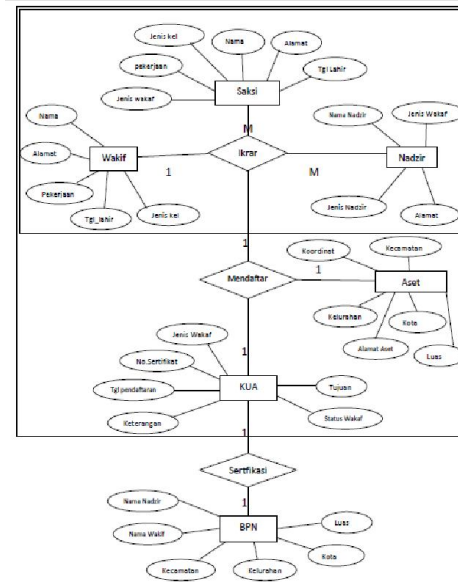 Jenis kel
Nama
Alamat
pekerjaan
Tgl Lahir
Jenis wakaf
Saksi
M
Nama
Nama Nadzir
Jenis Wakaf
Alamat
Wakif
Ikrar
Nadzir
1
M
Pekerjaan
Tgl_lahir
Jenis kel
Jenis Nadzir
Alamat
1
Koordinat
Kecamatan
Mendaftar
1
Aset
Kelurahan
Kota
Alamat Aset
Luas
Jenis Wakaf
No.Sertifikat
1
Tgl pendaftaran
KUA
Tujuan
Keterangan
Status Wakaf
1
Sertfikasi
Nama Nadzir
1
Nama Wakif
BPN
Luas
Kecamatan
Kelurahan
Kota